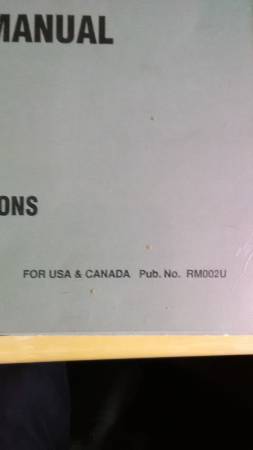 MANUAL
ONS
FOR USA & CANADA Pub. No. RM002U